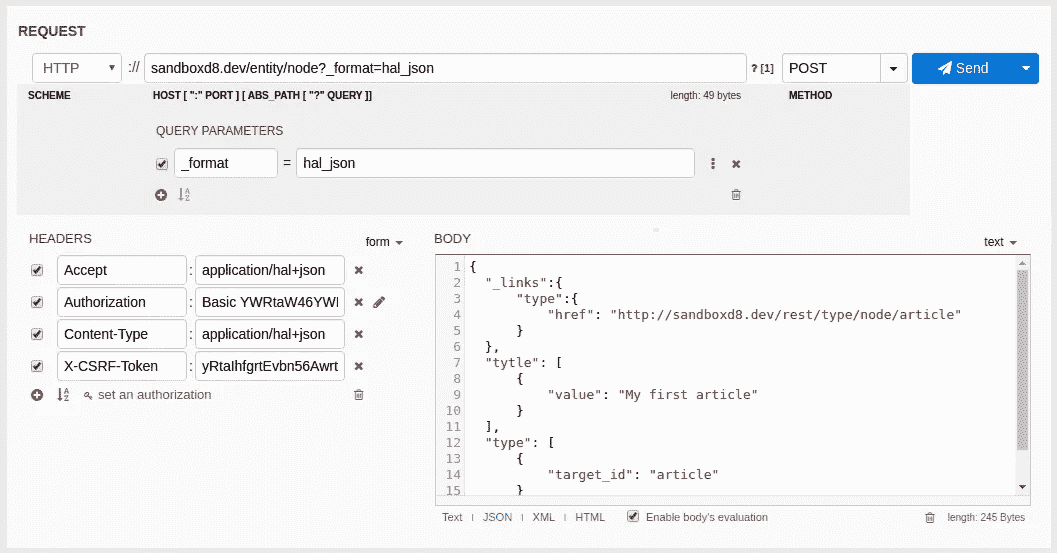 REQUEST
HTTP :// sandboxd8.dev/entity/node?_format=hal_json ? [1] POST Send
SCHEME HOST [ ":" PORT ] [ ABS_PATH [ "?" QUERY ]] length: 49 bytes METHOD
QUERY PARAMETERS
_format = hal_json
HEADERS form
Accept : application/hal+json
Authorization : Basic YWRtaW46YWI
Content-Type : application/hal+json
X-CSRF-Token : yRtaIhfgrtEvbn56Awrt
set an authorization
BODY text
1 {
2 "_links":{
3 "type":{
4 "href": "http://sandboxd8.dev/rest/type/node/article"
5 }
6 },
7 "tytle": [
8 {
9 "value": "My first article"
10 }
11 ],
12 "type": [
13 {
14 "target_id": "article"
15 }
Text JSON XML HTML Enable body's evaluation length: 245 Bytes